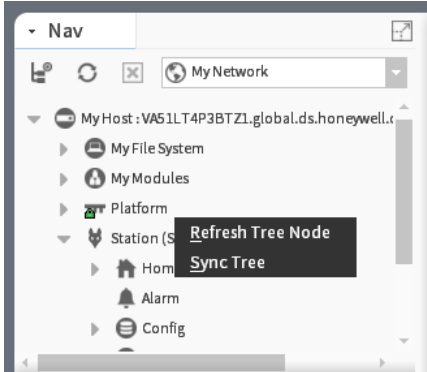 Nav
My Network
My Host : VA51LT4P3BTZ1.global.ds.honeywell.c
My File System
My Modules
Platform
Station (S
Refresh Tree Node
Sync Tree
Hom
Alarm
Config